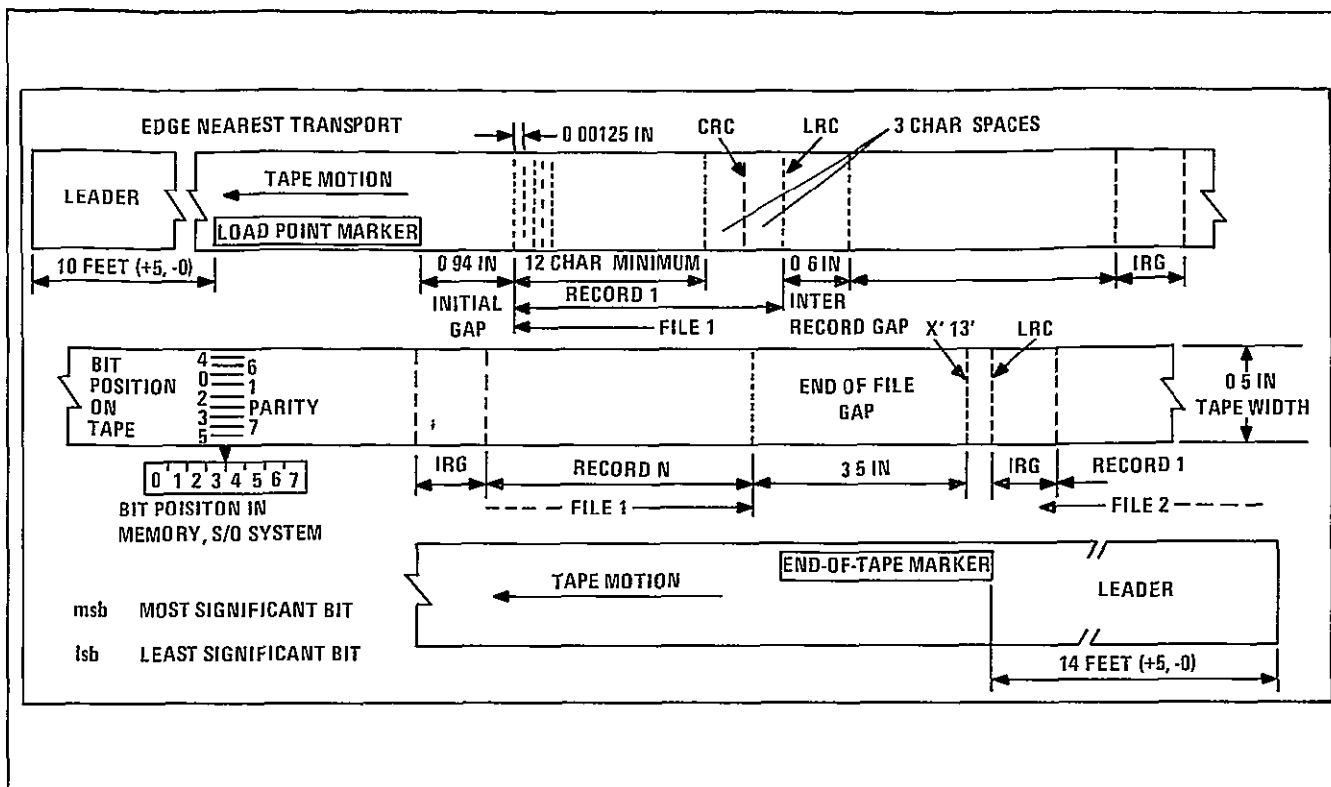 EDGE NEAREST TRANSPORT
0 00125 IN
CRC
LRC
3 CHAR SPACES
LEADER
TAPE MOTION
LOAD POINT MARKER
10 FEET (+5, -0)
0 94 IN
12 CHAR MINIMUM
0 6 IN
IRG
INITIAL GAP
RECORD 1
INTER RECORD GAP
FILE 1
X' 13'
LRC
BIT POSITION ON TAPE
4
6
0
1
2
PARITY
3
7
5
END OF FILE GAP
0 5 IN
TAPE WIDTH
0 1 2 3 4 5 6 7
BIT POISITON IN
MEMORY, S/O SYSTEM
IRG
RECORD N
3 5 IN
IRG
RECORD 1
FILE 1
FILE 2
TAPE MOTION
END-OF-TAPE MARKER
LEADER
14 FEET (+5, -0)
msb MOST SIGNIFICANT BIT
lsb LEAST SIGNIFICANT BIT